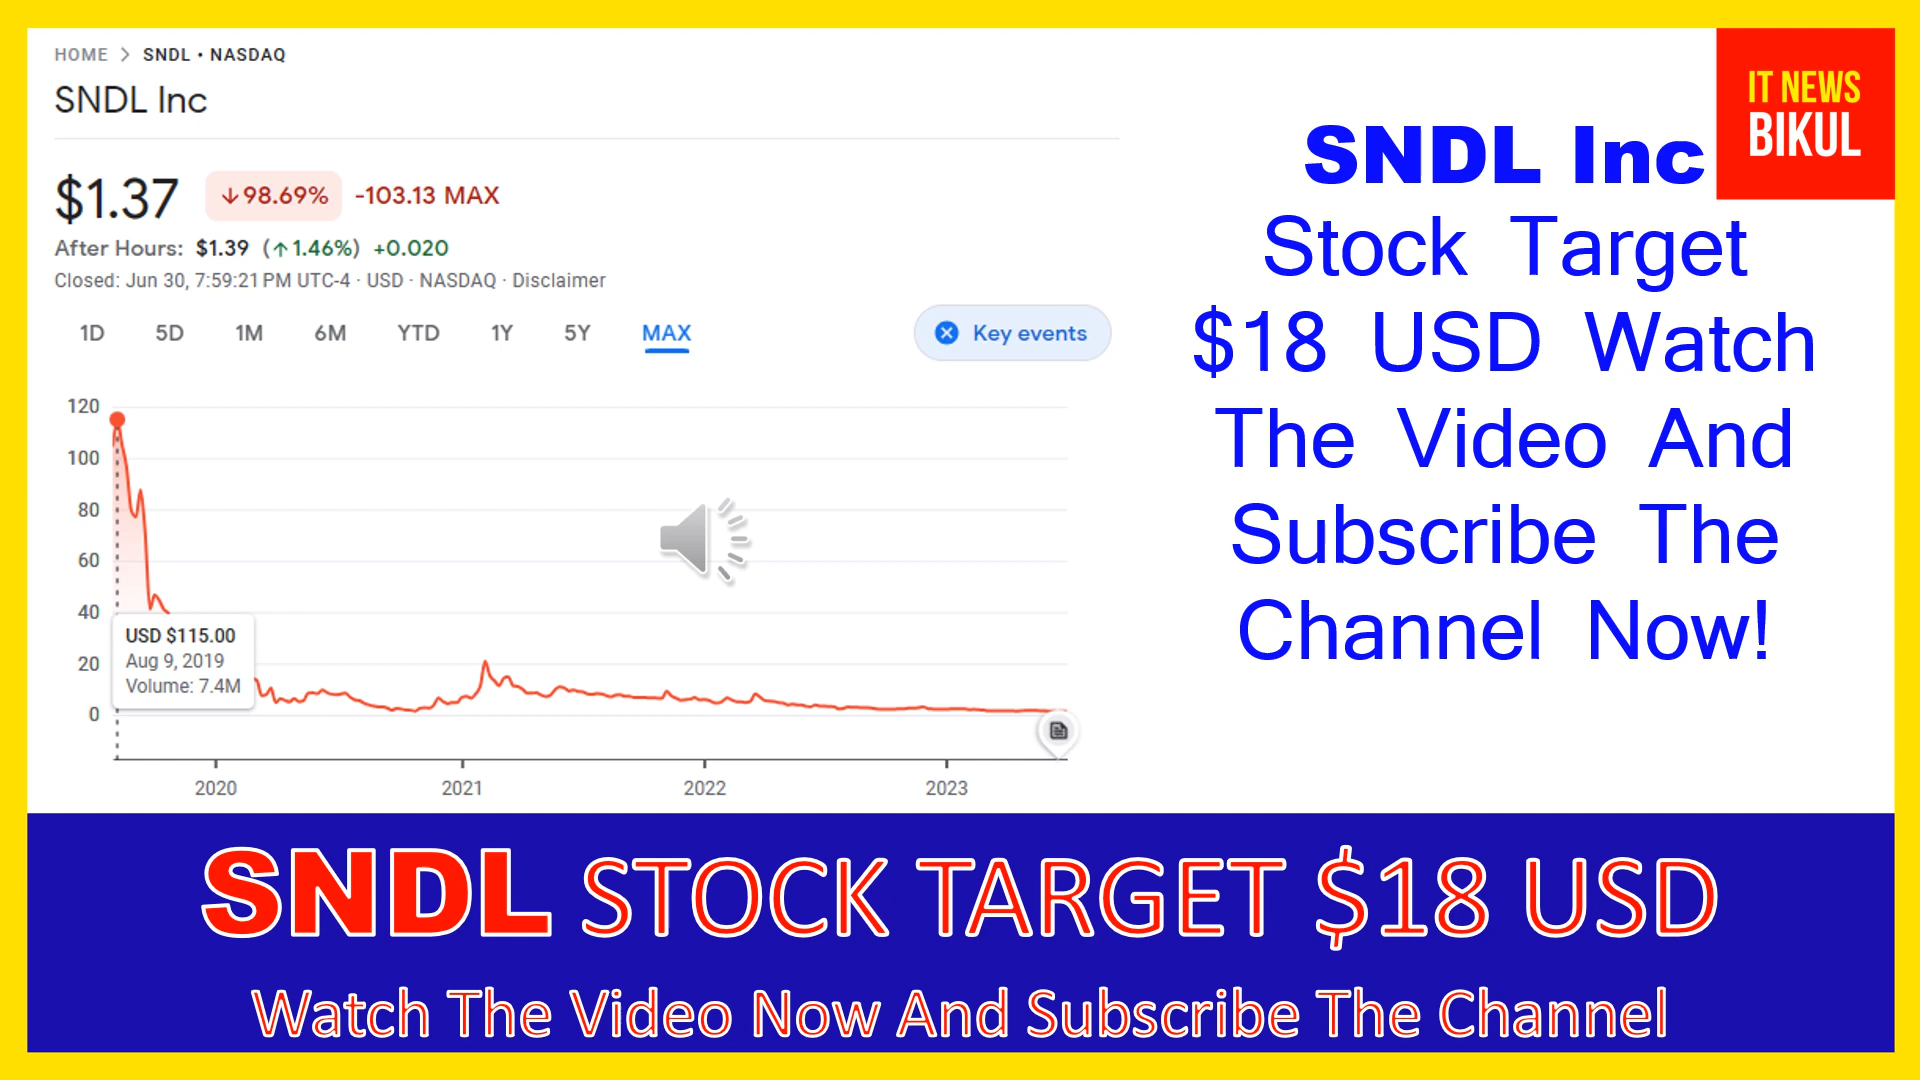 HOME > SNDL • NASDAQ
SNDL Inc
$1.37 ↓98.69% -103.13 MAX
After Hours: $1.39 (↑1.46%) +0.020
Closed: Jun 30, 7:59:21 PM UTC-4 · USD · NASDAQ · Disclaimer
1D 5D 1M 6M YTD 1Y 5Y MAX
Key events
120
100
80
60
40
20
0
USD $115.00
Aug 9, 2019
Volume: 7.4M
2020 2021 2022 2023
IT NEWS
BIKUL
SNDL Inc
Stock Target
$18 USD Watch
The Video And
Subscribe The
Channel Now!
SNDL STOCK TARGET $18 USD
Watch The Video Now And Subscribe The Channel